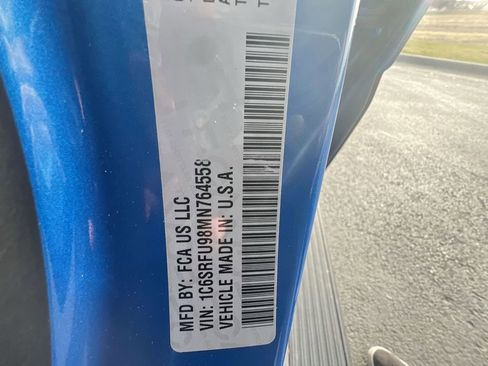 MFD BY: FCA US LLC
VIN: 1C6SRFU98MN764558
VEHICLE MADE IN: U.S.A.